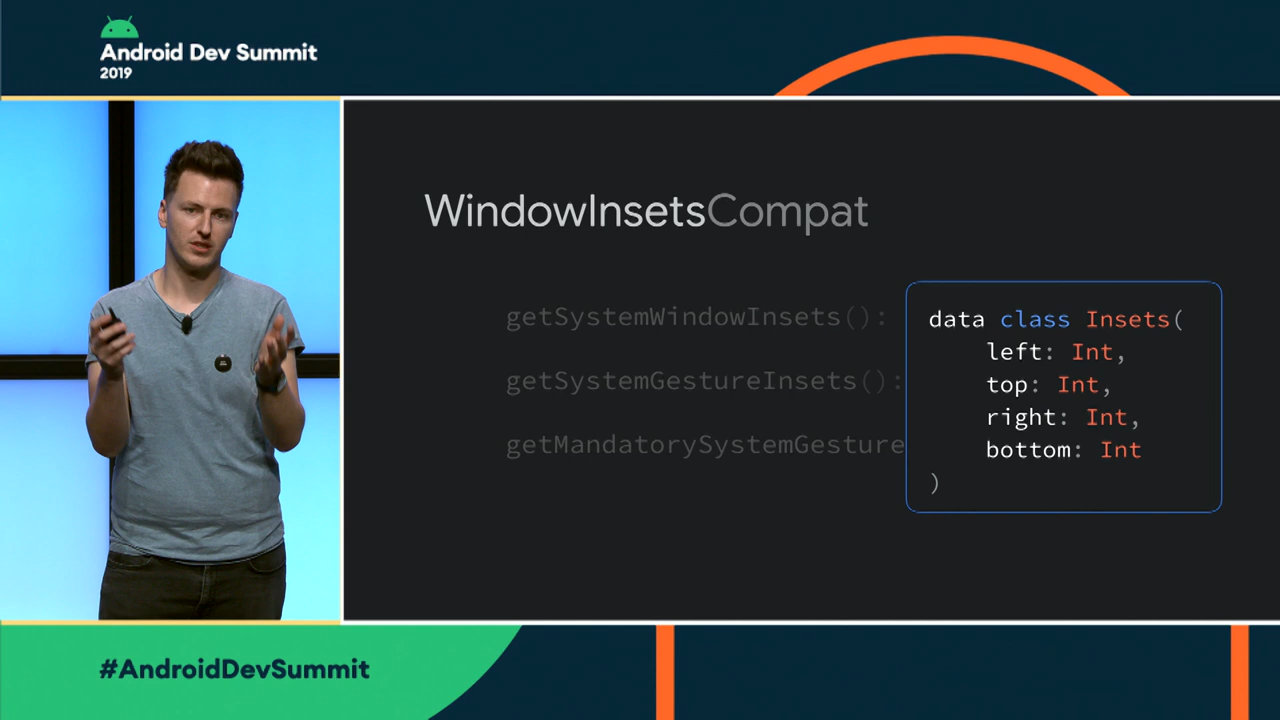 Android Dev Summit
2019
WindowInsetsCompat
getSystemWindowInsets():
getSystemGestureInsets():
getMandatorySystemGesture
data class Insets(
left: Int,
top: Int,
right: Int,
bottom: Int
)
#AndroidDevSummit